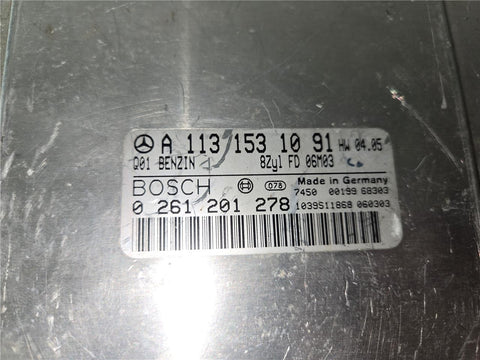 A 113 153 10 91 HW 04.05
Q01 BENZIN 8Zyl FD 06M03
BOSCH 078 Made in Germany
7450 00199 68303
0 261 201 278 1039S11868 060303